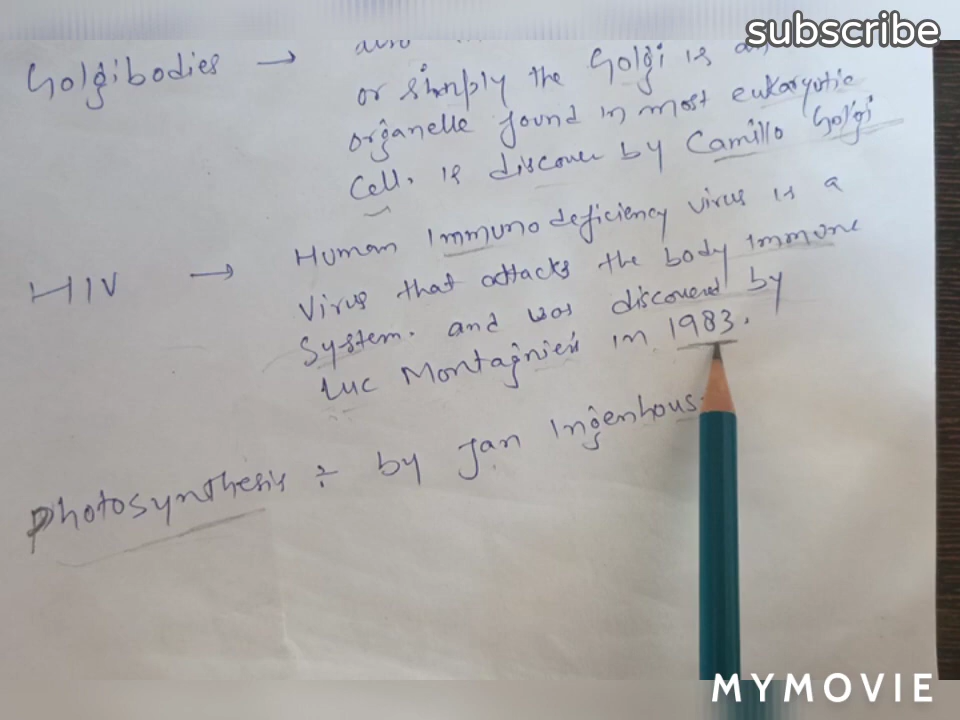 subscribe
Golgibodies →
or simply the Golgi is an
organelle found in most eukaryotic
cell. is discover by Camillo Golgi
HIV → Human Immuno deficiency virus is a
virus that attacks the body immune
system. and was discovered by
Luc Montagnier in 1983.
Photosynthesis ÷ by Jan Ingenhous.
MYMOVIE